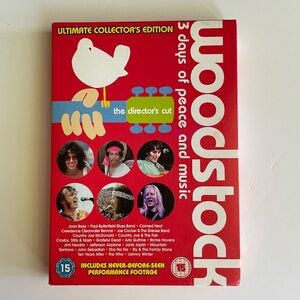 ULTIMATE COLLECTOR'S EDITION
woodstock
3 days of peace and music
the director's cut
Joan Baez • Paul Butterfield Blues Band • Canned Heat
Creedence Clearwater Revival • Joe Cocker & The Grease Band
Country Joe McDonald • Country Joe & The Fish
Crosby, Stills & Nash • Grateful Dead • Arlo Guthrie • Richie Havens
Jimi Hendrix • Jefferson Airplane • Janis Joplin • Mountain
Santana • John Sebastian • Sha Na Na • Sly & The Family Stone
Ten Years After • The Who • Johnny Winter
INCLUDES NEVER-BEFORE-SEEN
PERFORMANCE FOOTAGE
15
15